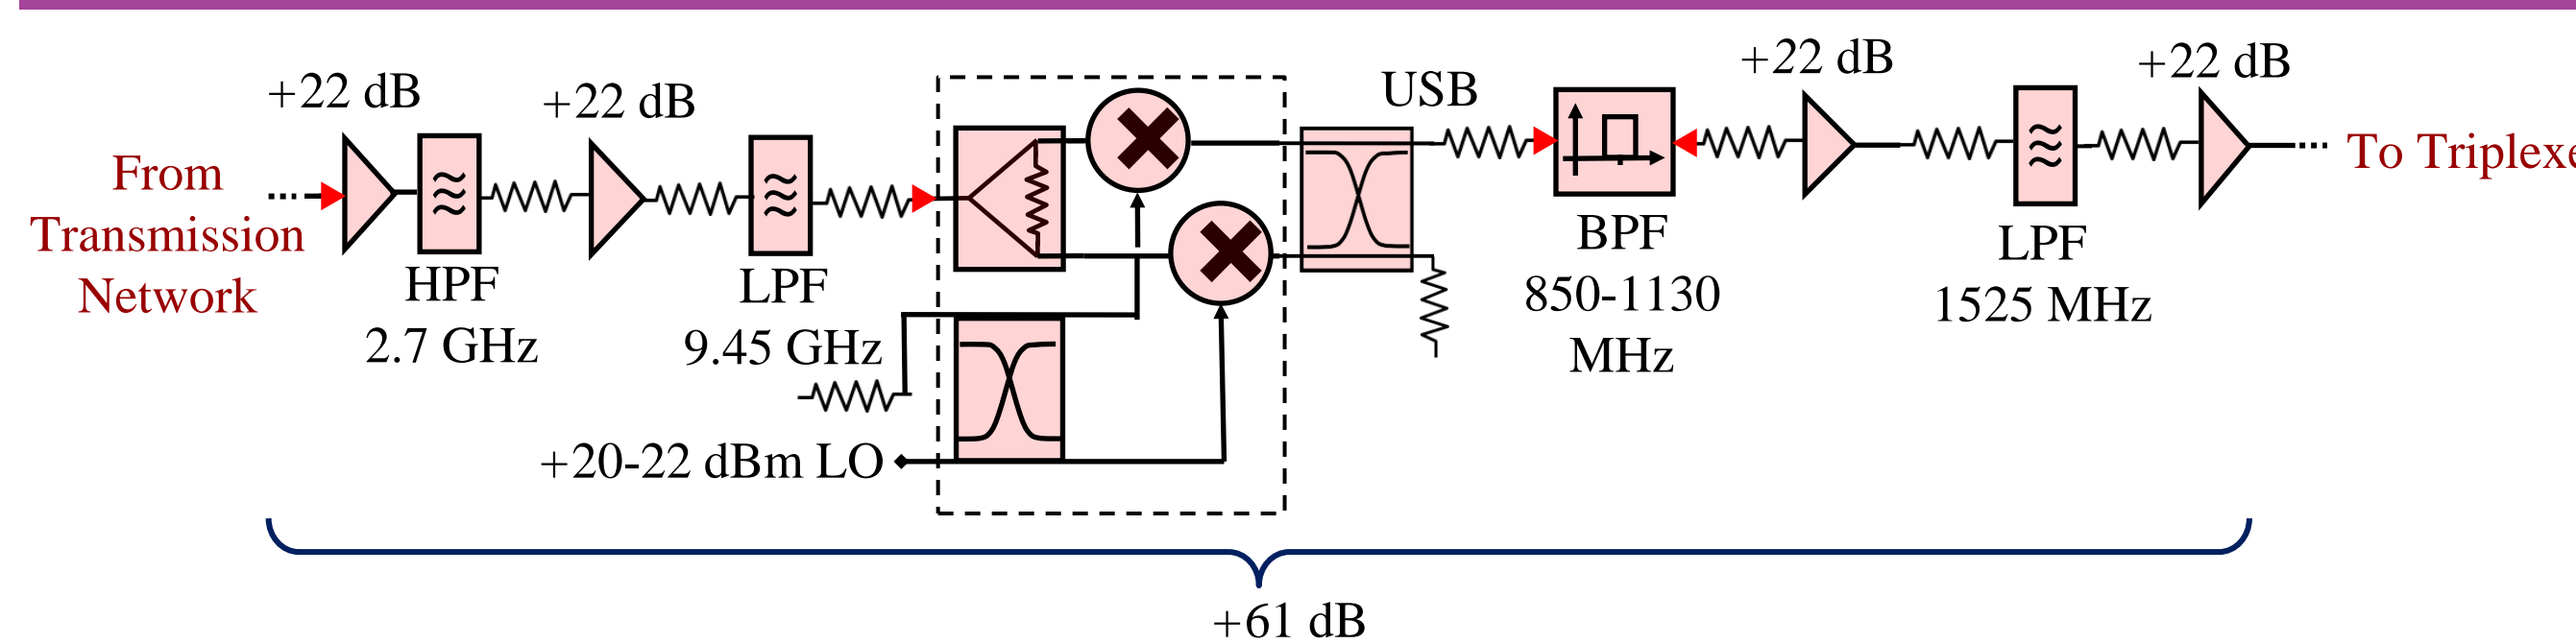 +22 dB
+22 dB
USB
+22 dB
+22 dB
From
Transmission
Network
HPF
2.7 GHz
LPF
9.45 GHz
BPF
850-1130
MHz
LPF
1525 MHz
To Triplexe
+20-22 dBm LO
+61 dB